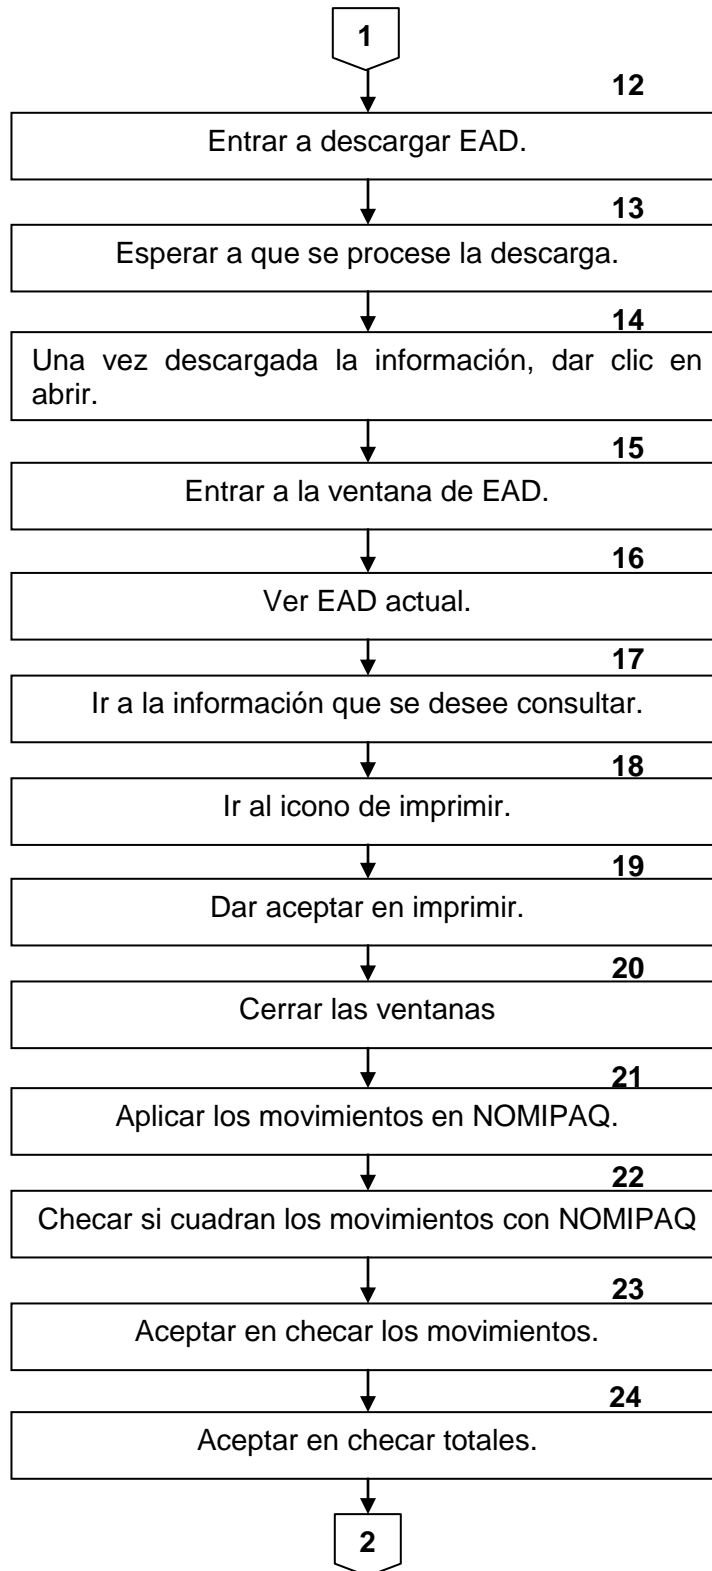 1
12
Entrar a descargar EAD.
13
Esperar a que se procese la descarga.
14
Una vez descargada la información, dar clic en
abrir.
15
Entrar a la ventana de EAD.
16
Ver EAD actual.
17
Ir a la información que se desee consultar.
18
Ir al icono de imprimir.
19
Dar aceptar en imprimir.
20
Cerrar las ventanas
21
Aplicar los movimientos en NOMIPAQ.
22
Checar si cuadran los movimientos con NOMIPAQ
23
Aceptar en checar los movimientos.
24
Aceptar en checar totales.
2